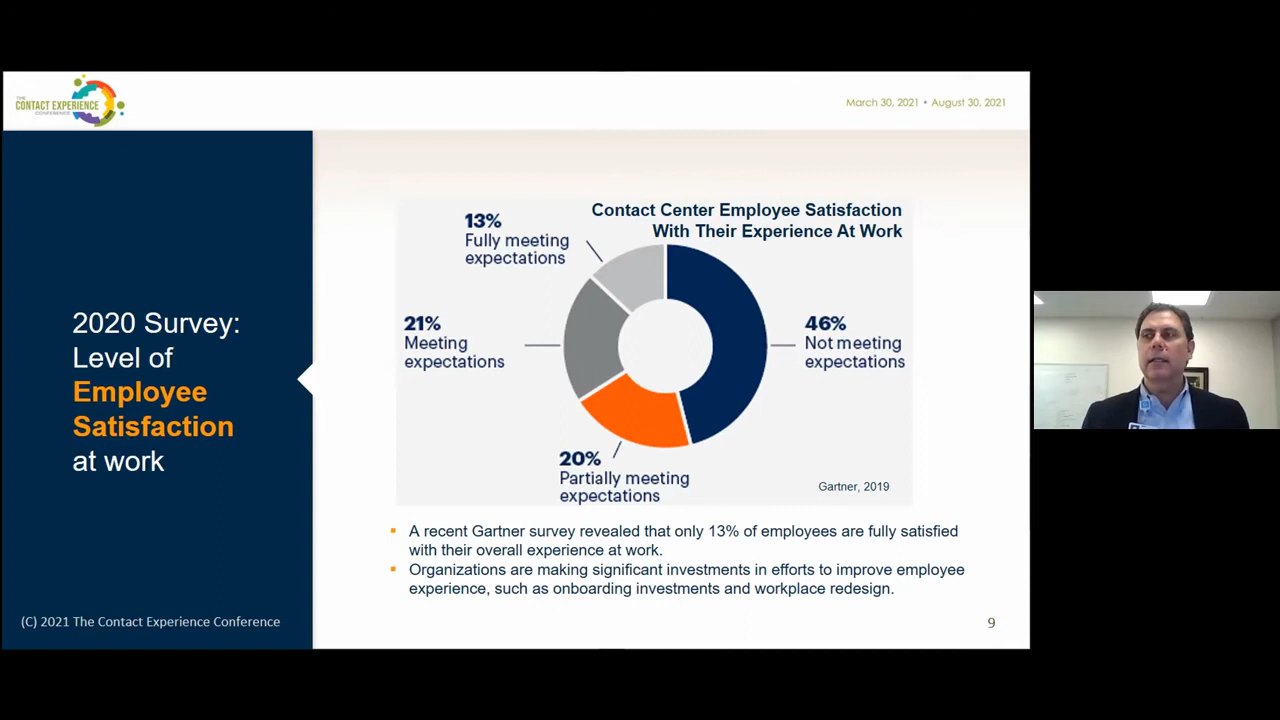 THE
CONTACT EXPERIENCE
CONFERENCE
March 30, 2021 • August 30, 2021
2020 Survey:
Level of
Employee
Satisfaction
at work
Contact Center Employee Satisfaction
With Their Experience At Work
13%
Fully meeting
expectations
21%
Meeting
expectations
46%
Not meeting
expectations
20%
Partially meeting
expectations
Gartner, 2019
▪ A recent Gartner survey revealed that only 13% of employees are fully satisfied
with their overall experience at work.
▪ Organizations are making significant investments in efforts to improve employee
experience, such as onboarding investments and workplace redesign.
(C) 2021 The Contact Experience Conference
9